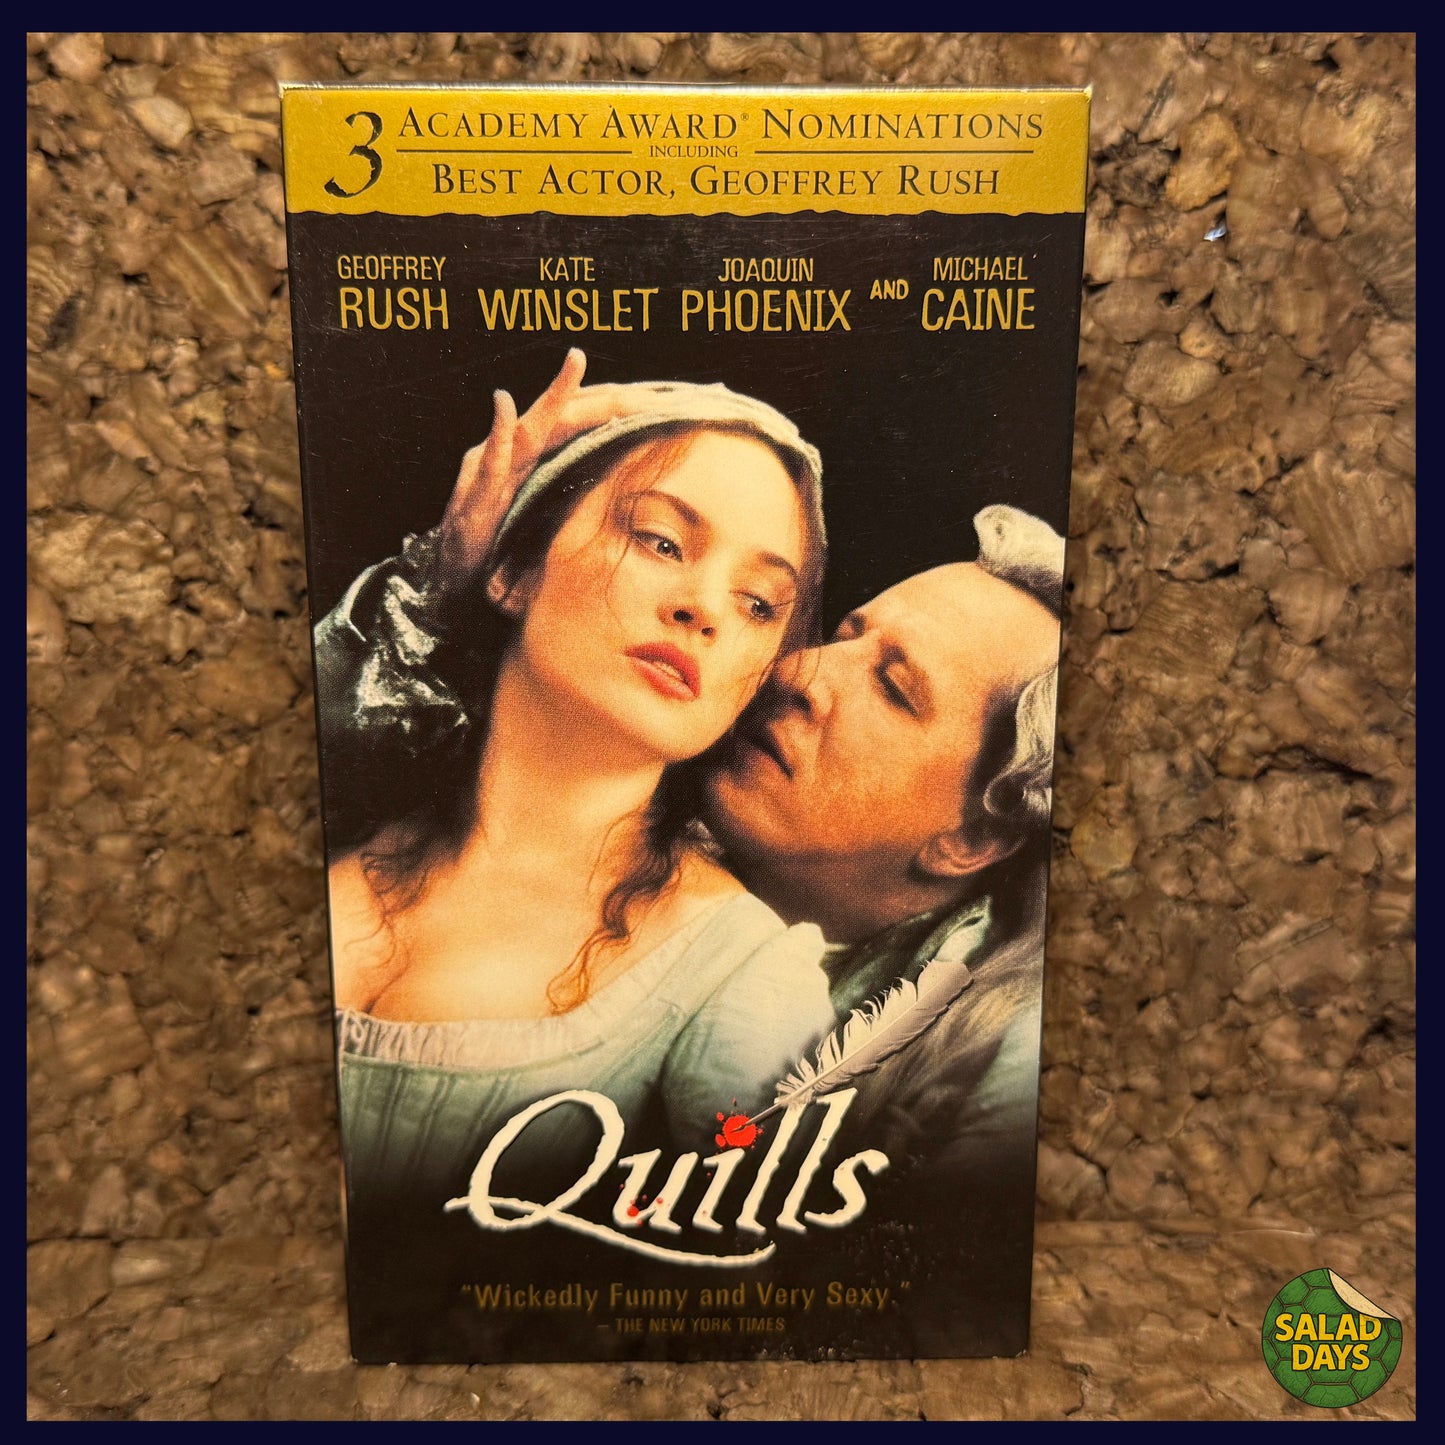 3 ACADEMY AWARD® NOMINATIONS
INCLUDING
BEST ACTOR, GEOFFREY RUSH
GEOFFREY RUSH
KATE WINSLET
JOAQUIN PHOENIX
AND
MICHAEL CAINE
Quills
"Wickedly Funny and Very Sexy."
– THE NEW YORK TIMES
SALAD
DAYS